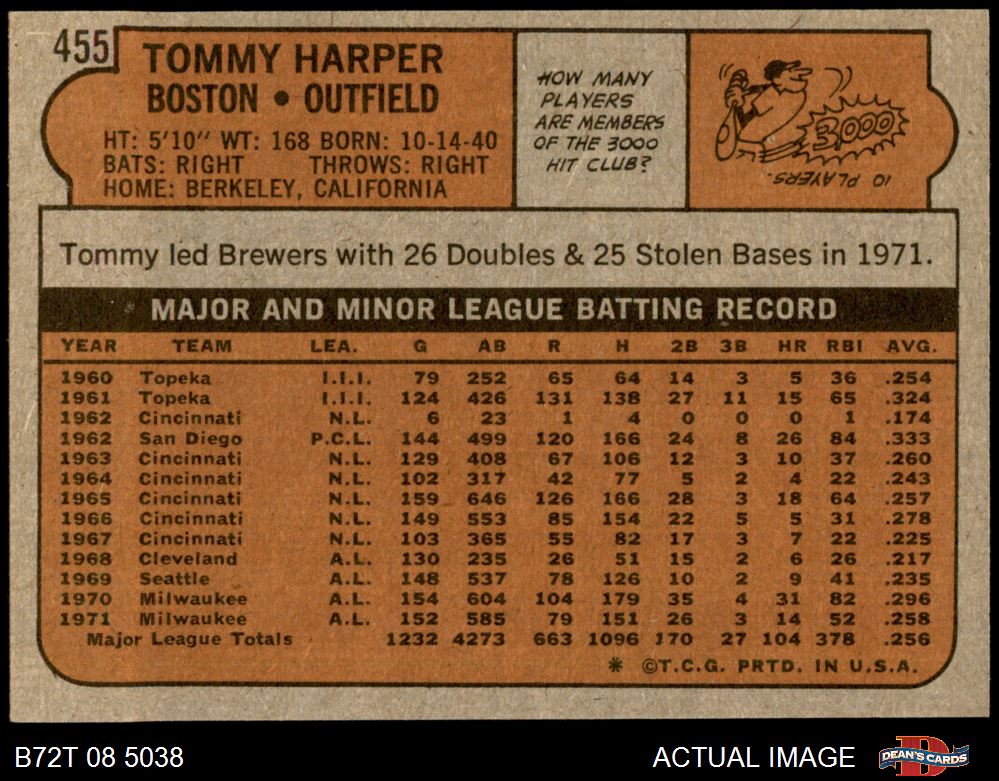 455
TOMMY HARPER
BOSTON • OUTFIELD
HT: 5'10" WT: 168 BORN: 10-14-40
BATS: RIGHT THROWS: RIGHT
HOME: BERKELEY, CALIFORNIA
HOW MANY
PLAYERS
ARE MEMBERS
OF THE 3000
HIT CLUB?
3000
10 PLAYERS.
Tommy led Brewers with 26 Doubles & 25 Stolen Bases in 1971.
MAJOR AND MINOR LEAGUE BATTING RECORD
YEAR TEAM LEA. G AB R H 2B 3B HR RBI AVG.
1960 Topeka I.I.I. 79 252 65 64 14 3 5 36 .254
1961 Topeka I.I.I. 124 426 131 138 27 11 15 65 .324
1962 Cincinnati N.L. 6 23 1 4 0 0 0 1 .174
1962 San Diego P.C.L. 144 499 120 166 24 8 26 84 .333
1963 Cincinnati N.L. 129 408 67 106 12 3 10 37 .260
1964 Cincinnati N.L. 102 317 42 77 5 2 4 22 .243
1965 Cincinnati N.L. 159 646 126 166 28 3 18 64 .257
1966 Cincinnati N.L. 149 553 85 154 22 5 5 31 .278
1967 Cincinnati N.L. 103 365 55 82 17 3 7 22 .225
1968 Cleveland A.L. 130 235 26 51 15 2 6 26 .217
1969 Seattle A.L. 148 537 78 126 10 2 9 41 .235
1970 Milwaukee A.L. 154 604 104 179 35 4 31 82 .296
1971 Milwaukee A.L. 152 585 79 151 26 3 14 52 .258
Major League Totals 1232 4273 663 1096 170 27 104 378 .256
* ©T.C.G. PRTD. IN U.S.A.
B72T 08 5038
ACTUAL IMAGE
DEAN'S CARDS